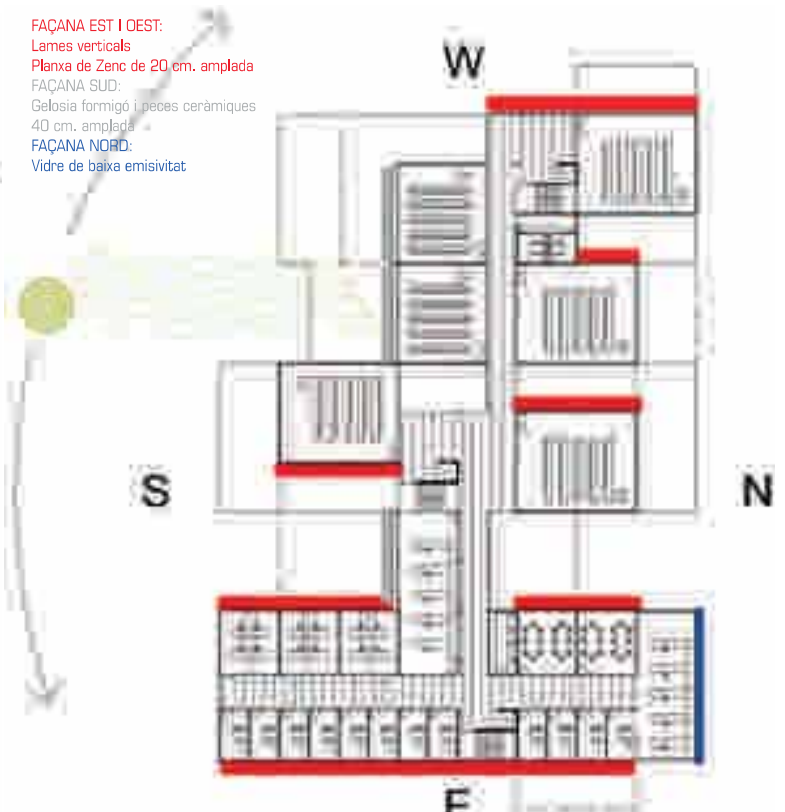 FAÇANA EST I OEST:
Lames verticals
Planxa de Zenc de 20 cm. amplada
FAÇANA SUD:
Gelosia formigó i peces ceràmiques
40 cm. amplada
FAÇANA NORD:
Vidre de baixa emisivitat
W
S
N
E